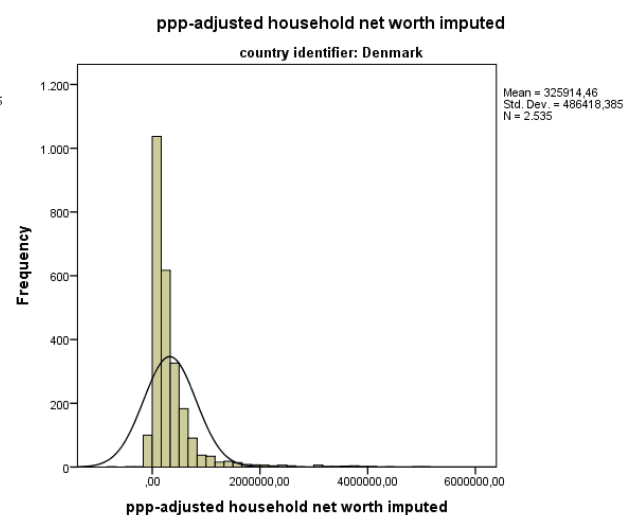 ppp-adjusted household net worth imputed
country identifier: Denmark
Mean = 325914,46
Std. Dev. = 486418,385
N = 2.535
1.200
1.000
800
600
400
200
0
Frequency
,00
2000000,00
4000000,00
6000000,00
ppp-adjusted household net worth imputed